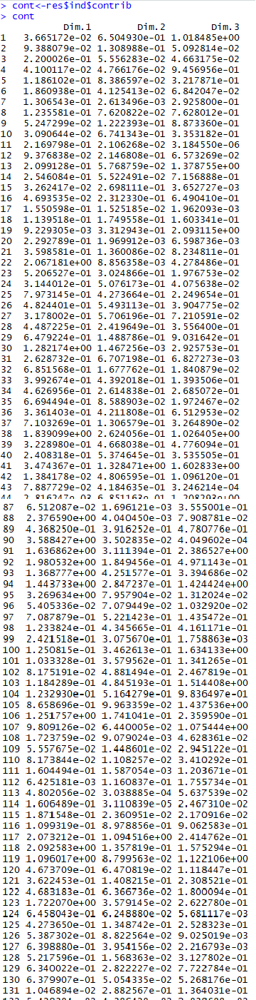 > cont<-res$ind$contrib
> cont
Dim.1 Dim.2 Dim.3
1 3.665172e-02 6.504930e-01 1.018485e+00
2 9.388079e-02 1.308988e-01 5.092814e-02
3 2.200026e-01 5.556283e-02 4.663175e-02
4 4.100117e-02 4.766176e-02 9.456956e-01
5 1.186102e-01 8.386597e-02 3.217871e-01
6 1.860938e-01 4.125413e-02 6.842047e-02
7 1.306543e-01 2.613496e-03 2.925800e-01
8 1.235581e-01 7.620822e-02 7.628012e-01
9 5.247299e-02 1.222393e-01 8.873360e-01
10 3.090644e-02 6.741343e-01 3.353182e-01
11 2.169798e-01 2.106268e-02 3.184550e-06
12 9.376838e-02 2.146808e-01 6.573269e-02
13 2.099128e-01 5.768759e-02 1.378755e+00
14 2.546084e-01 5.522491e-02 7.156888e-01
15 3.262417e-02 2.698111e-01 3.652727e-03
16 4.693535e-02 2.312330e-01 6.490410e-01
17 1.550598e-01 1.525185e-02 1.962093e-03
18 1.139518e-01 1.749558e-01 1.603341e-01
19 9.229305e-03 3.312943e-01 2.093115e+00
20 2.292789e-01 1.969912e-03 6.598736e-03
21 3.598581e-01 1.360086e-02 8.234811e-01
22 2.067181e+00 8.856358e-03 4.278486e-01
23 5.206527e-01 3.024866e-01 1.976753e-02
24 3.144012e-01 5.076173e-01 4.075638e-02
25 7.973145e-01 4.273664e-01 2.249654e-01
26 4.824401e-01 5.493113e-01 3.904775e-02
27 3.178002e-01 5.706196e-01 7.210591e-02
28 4.487225e-01 2.419649e-01 3.556400e-01
29 6.479224e-01 1.488786e-01 9.031642e-01
30 1.282174e+00 1.467256e-03 2.925753e-01
31 2.628732e-01 6.707198e-01 6.827273e-03
32 6.851568e-01 1.677762e-01 1.840879e-02
33 3.992674e-01 4.392018e-01 1.393506e-01
34 4.626956e-01 2.614838e-01 2.685072e-01
35 6.694494e-01 8.588903e-02 1.972467e-02
36 3.361403e-01 4.211808e-01 6.512953e-02
37 7.103269e-01 1.306579e-01 3.264890e-02
38 1.839099e+00 2.624056e-01 1.026405e+00
39 3.228980e-01 4.668038e-01 4.776094e-01
40 2.408318e-01 5.374645e-01 3.535505e-01
41 3.474367e-01 1.328471e+00 1.602833e+00
42 1.384178e-02 4.806595e-01 1.096120e-01
43 7.887729e-02 4.184635e-01 3.246214e-04
44 2.816247e-03 6.851163e-01 1.208293e+00
87 6.512087e-02 1.696121e-03 3.555001e-01
88 2.376590e+00 4.040450e-03 7.908781e-02
89 4.368250e-01 3.916252e-01 4.780776e-01
90 3.588427e+00 3.502835e-02 4.049602e-04
91 1.636862e+00 3.111394e-01 2.386527e+00
92 1.980532e+00 1.849456e-01 4.971143e-01
93 1.368777e+00 4.251577e-01 3.394686e-02
94 1.443733e+00 2.847237e-01 1.424424e+00
95 3.269634e+00 7.957904e-02 1.312024e-02
96 5.405336e-02 7.079449e-02 1.032920e-02
97 7.087879e-01 5.221423e-01 1.435472e-01
98 1.233824e-01 4.345665e-01 4.161171e-01
99 2.421518e-01 3.075670e-01 1.758863e-03
100 1.250815e-01 3.462613e-01 1.634133e+00
101 1.033328e-01 3.579562e-01 1.341265e-01
102 8.175191e-02 4.881494e-01 2.467819e-01
103 1.184289e-01 4.845193e-01 1.514408e+00
104 1.232930e-01 5.164279e-01 9.836497e-01
105 8.658696e-01 9.963359e-02 1.437536e+00
106 1.251757e+00 1.741041e-01 2.359590e-01
107 9.809126e-02 6.440005e-02 1.075444e+00
108 1.723759e-02 9.079024e-03 4.628361e-02
109 5.557675e-02 1.448601e-02 2.945122e-01
110 8.173844e-02 1.108257e-02 3.410292e-01
111 1.604494e-01 1.587054e-03 1.203671e-01
112 6.425181e-03 1.160837e-01 1.755734e-01
113 4.802056e-02 3.038885e-04 5.637539e-02
114 1.606489e-01 3.110839e-05 2.467310e-02
115 1.871548e-01 2.360951e-02 2.170916e-02
116 1.099319e-01 8.978856e-01 9.062583e-01
117 2.073212e-01 1.094516e+00 2.414762e-01
118 2.092583e+00 1.357819e-01 1.575294e-01
119 1.096017e+00 8.799563e-02 1.122106e+00
120 4.673709e-01 6.470819e-02 1.118447e-01
121 3.622453e-01 1.408215e-01 2.308521e-01
122 4.683183e-01 6.366736e-02 1.800094e-01
123 1.722070e+00 3.579145e-02 2.622780e-01
124 6.458043e-01 6.248880e-02 5.681117e-03
125 4.273650e-01 1.348742e-01 2.528323e-01
126 5.387302e-01 8.822564e-02 9.025019e-03
127 6.398880e-01 3.954156e-02 2.216793e-03
128 5.217596e-01 1.568363e-02 3.127802e-01
129 6.340022e-01 2.822227e-02 7.722784e-01
130 6.379907e-01 5.054335e-02 5.268176e-01
131 1.046894e-02 2.882567e-01 1.364031e-01